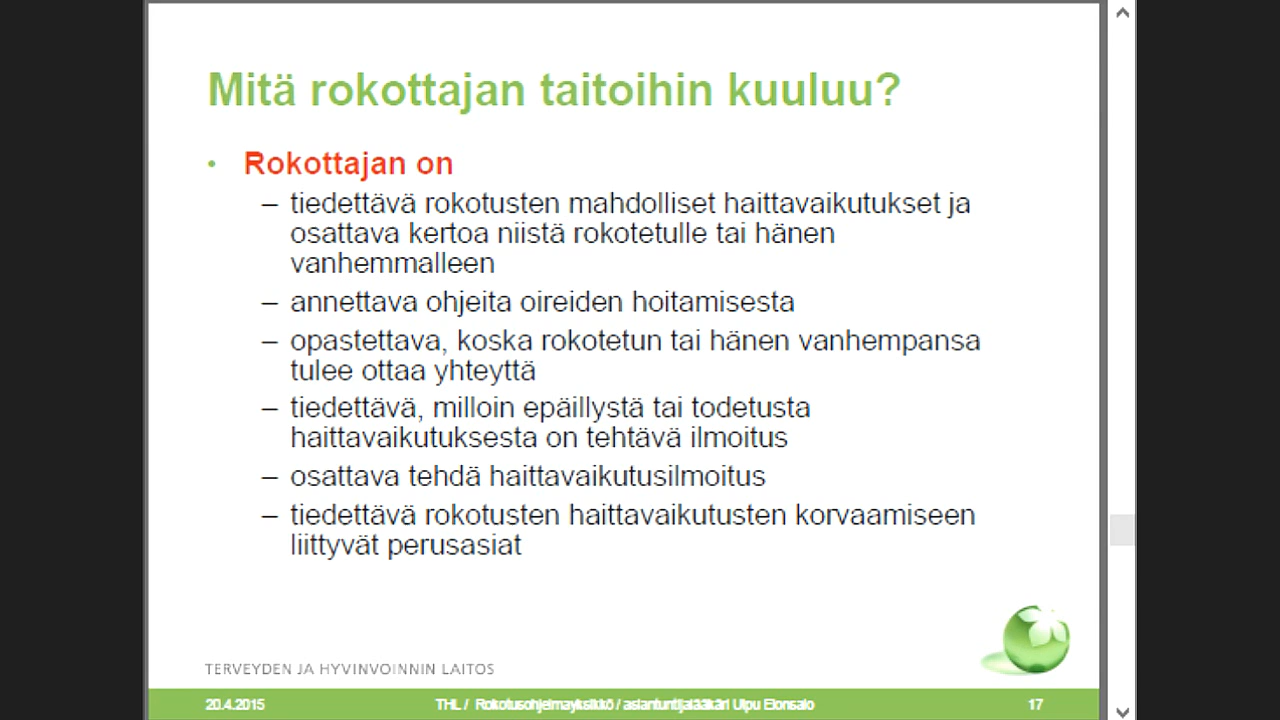 Mitä rokottajan taitoihin kuuluu?
• Rokottajan on
– tiedettävä rokotusten mahdolliset haittavaikutukset ja
osattava kertoa niistä rokotetulle tai hänen
vanhemmalleen
– annettava ohjeita oireiden hoitamisesta
– opastettava, koska rokotetun tai hänen vanhempansa
tulee ottaa yhteyttä
– tiedettävä, milloin epäillystä tai todetusta
haittavaikutuksesta on tehtävä ilmoitus
– osattava tehdä haittavaikutusilmoitus
– tiedettävä rokotusten haittavaikutusten korvaamiseen
liittyvät perusasiat
TERVEYDEN JA HYVINVOINNIN LAITOS
20.4.2015 THL / Rokotusohjelmayksikkö / asiantuntijalääkäri Ulpu Elonsalo 17